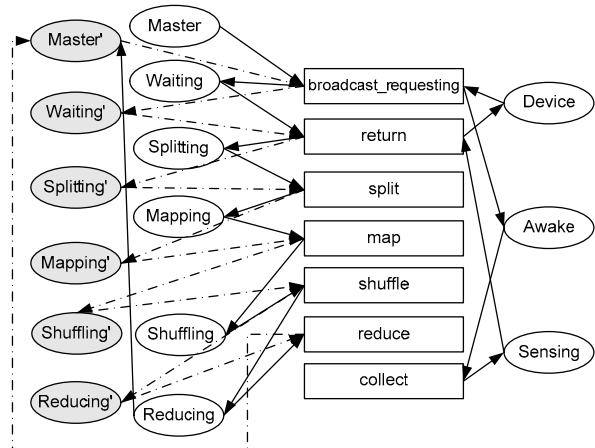 Master'
Master
Waiting
broadcast_requesting
Device
Waiting'
return
Splitting
Splitting'
split
Mapping
Awake
map
Mapping'
shuffle
Shuffling'
Shuffling
reduce
Sensing
collect
Reducing'
Reducing